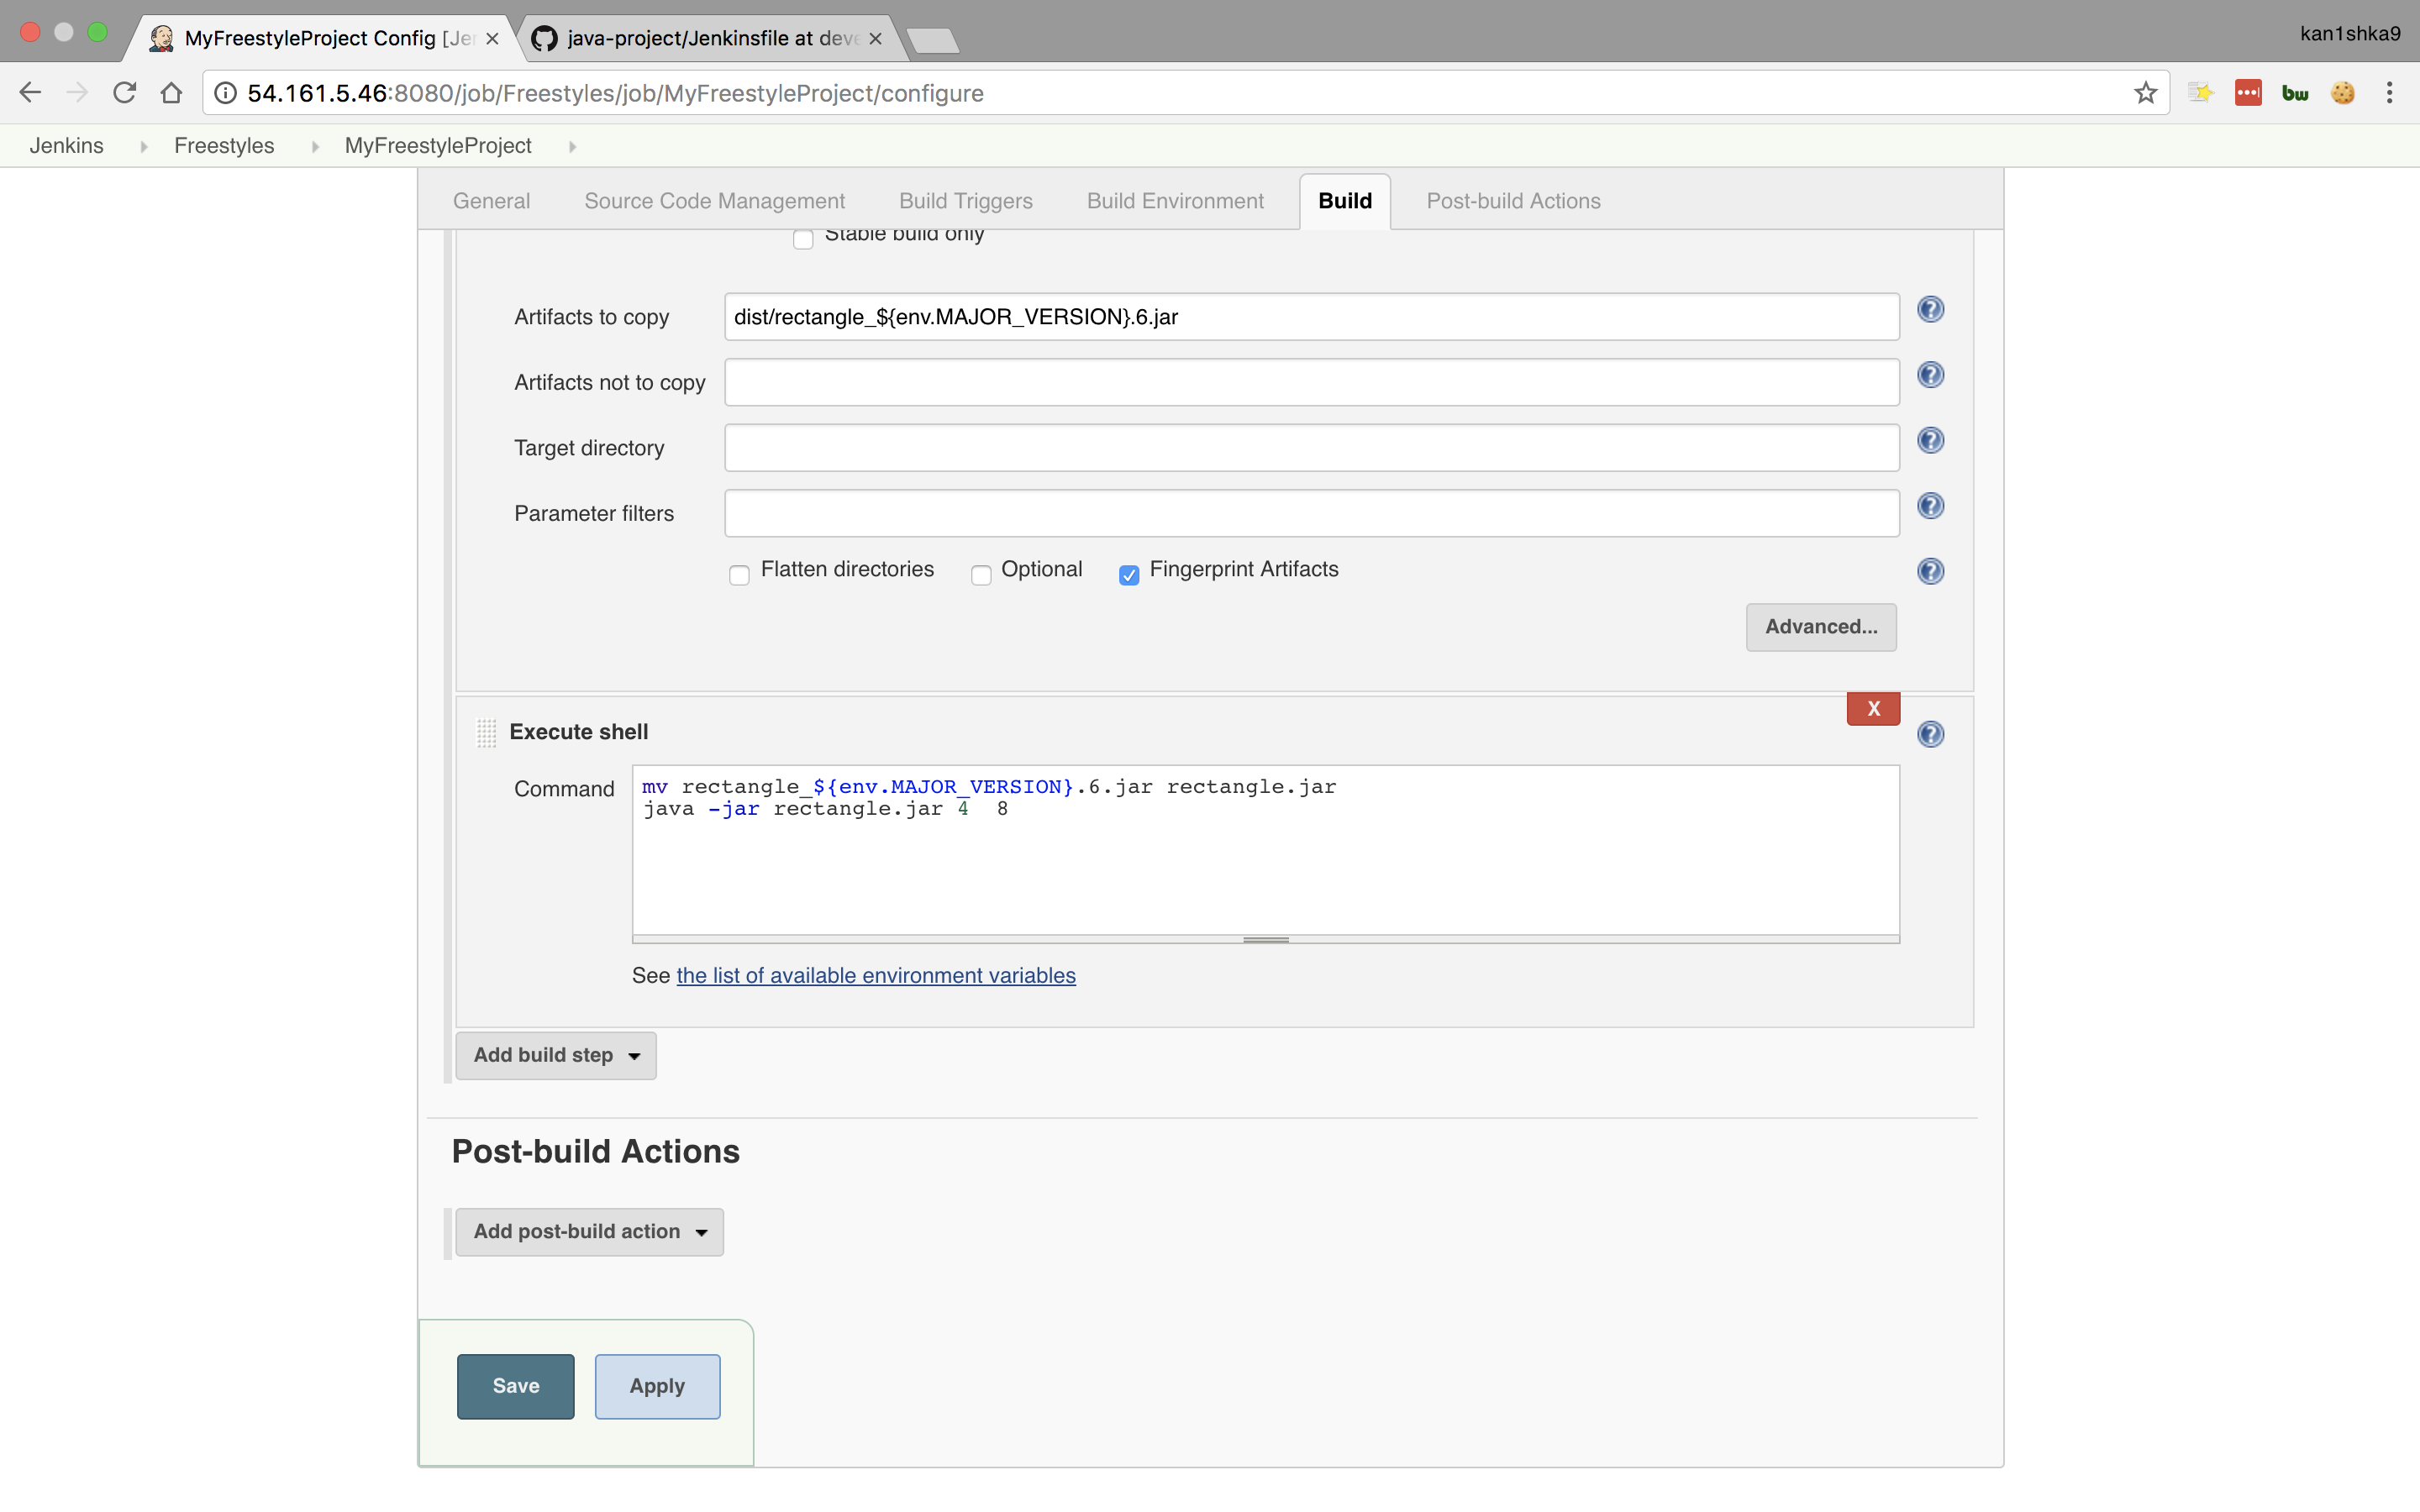 MyFreestyleProject Config [Jer
java-project/Jenkinsfile at deve
kan1shka9
54.161.5.46:8080/job/Freestyles/job/MyFreestyleProject/configure
bw
Jenkins Freestyles MyFreestyleProject
General Source Code Management Build Triggers Build Environment Build Post-build Actions
Stable build only
Artifacts to copy dist/rectangle_${env.MAJOR_VERSION}.6.jar
Artifacts not to copy
Target directory
Parameter filters
Flatten directories Optional Fingerprint Artifacts
Advanced...
X
Execute shell
Command mv rectangle_${env.MAJOR_VERSION}.6.jar rectangle.jar
java -jar rectangle.jar 4 8
See the list of available environment variables
Add build step
Post-build Actions
Add post-build action
Save Apply